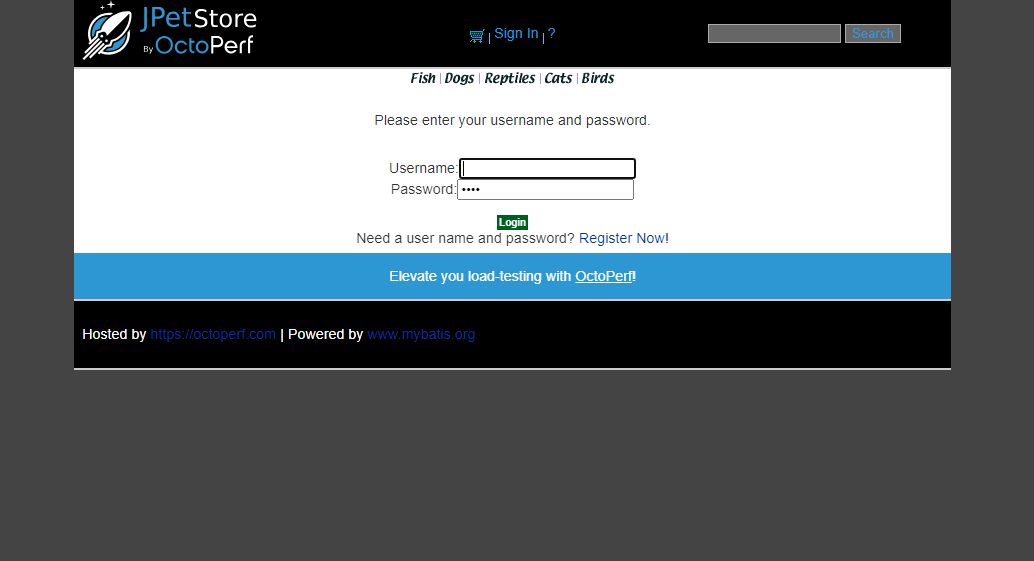 JPetStore
By OctoPerf
| Sign In | ?
Search
Fish | Dogs | Reptiles | Cats | Birds
Please enter your username and password.
Username:
Password:••••
Login
Need a user name and password? Register Now!
Elevate you load-testing with OctoPerf!
Hosted by https://octoperf.com | Powered by www.mybatis.org